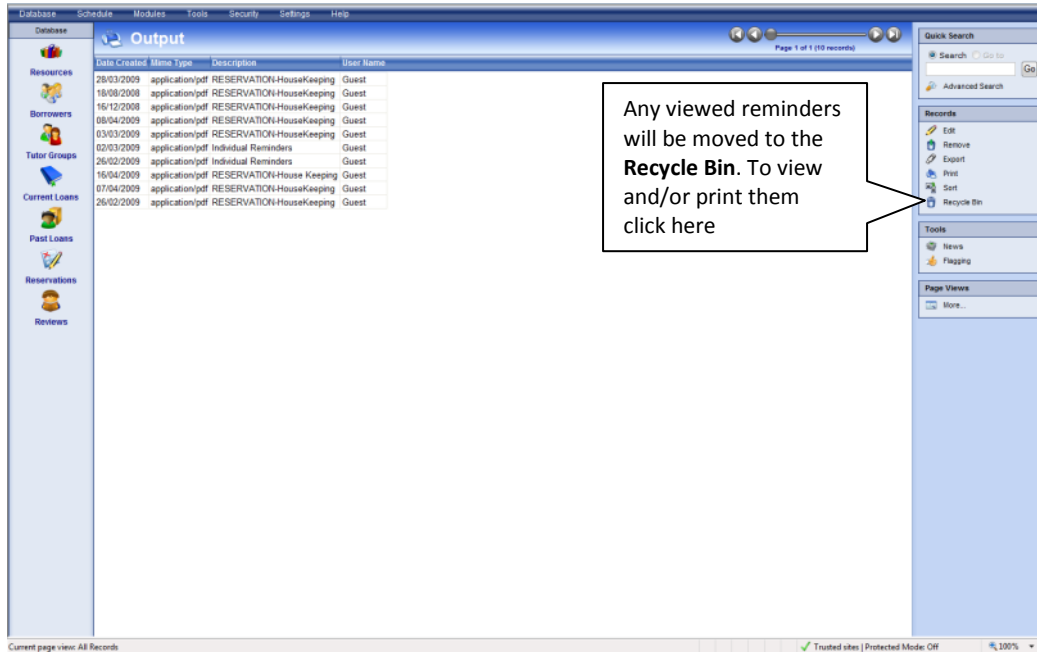 Database Schedule Modules Tools Security Settings Help
Database
Resources
Borrowers
Tutor Groups
Current Loans
Past Loans
Reservations
Reviews
Output
Page 1 of 1 (10 records)
Date Created Mime Type Description User Name
28/03/2009 application/pdf RESERVATION-HouseKeeping Guest
18/08/2008 application/pdf RESERVATION-HouseKeeping Guest
16/12/2008 application/pdf RESERVATION-HouseKeeping Guest
08/04/2009 application/pdf RESERVATION-HouseKeeping Guest
03/03/2009 application/pdf RESERVATION-HouseKeeping Guest
02/03/2009 application/pdf Individual Reminders Guest
26/02/2009 application/pdf Individual Reminders Guest
16/04/2009 application/pdf RESERVATION-House Keeping Guest
07/04/2009 application/pdf RESERVATION-HouseKeeping Guest
26/02/2009 application/pdf RESERVATION-HouseKeeping Guest
Any viewed reminders
will be moved to the
Recycle Bin. To view
and/or print them
click here
Quick Search
Search Go to
Go
Advanced Search
Records
Edit
Remove
Export
Print
Sort
Recycle Bin
Tools
News
Flagging
Page Views
More...
Current page view: All Records
Trusted sites | Protected Mode: Off
100%